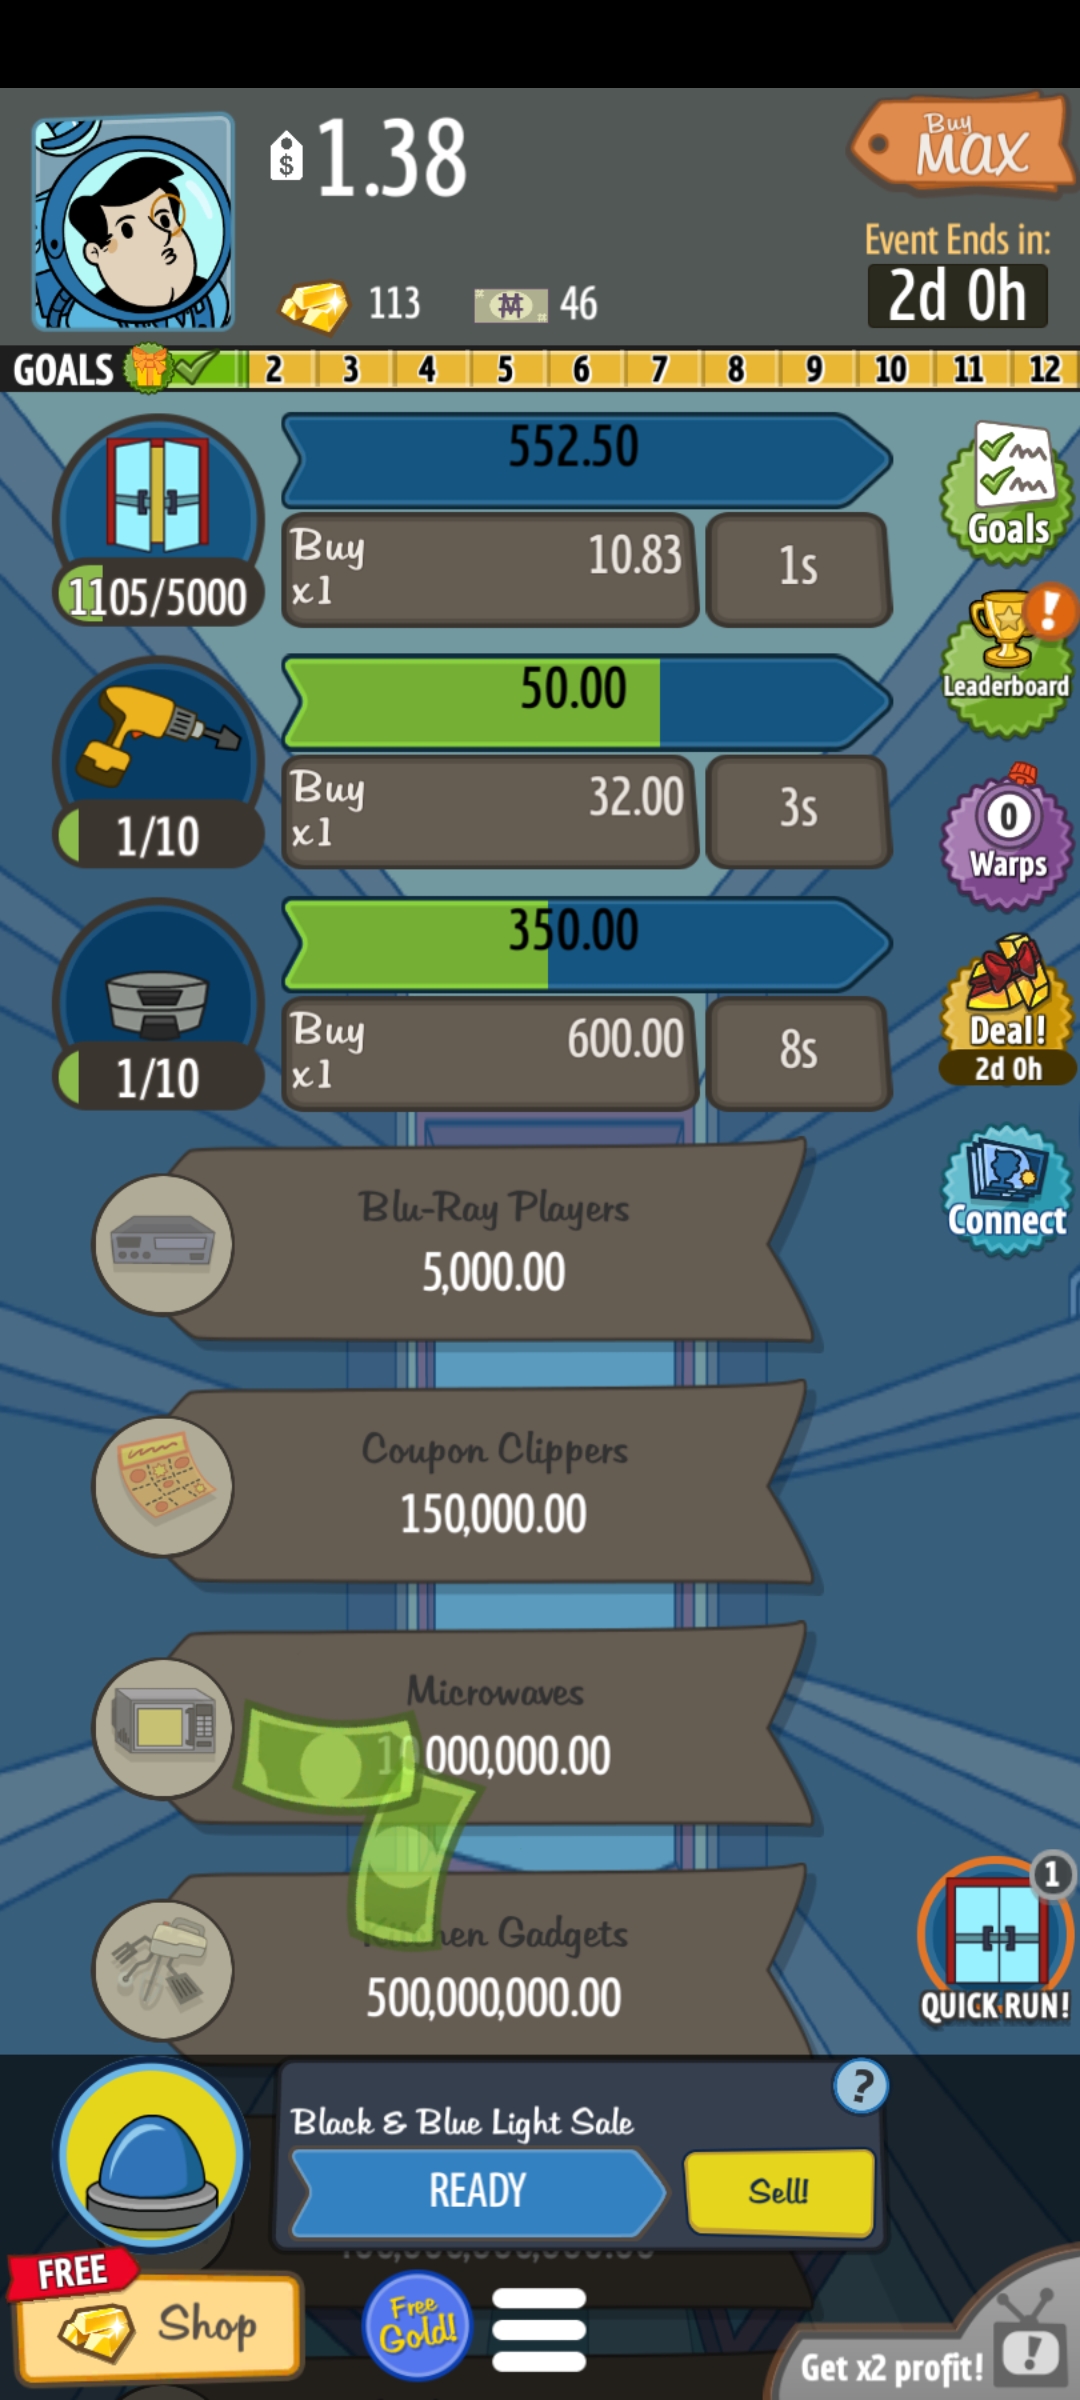 $ 1.38
Buy
MAX
Event Ends in:
2d 0h
113
46
GOALS 2 3 4 5 6 7 8 9 10 11 12
552.50
Buy
x1
10.83
1s
1105/5000
Goals
50.00
Buy
x1
32.00
3s
1/10
Leaderboard
0
Warps
350.00
Buy
x1
600.00
8s
1/10
Deal!
2d 0h
Blu-Ray Players
5,000.00
Connect
Coupon Clippers
150,000.00
Microwaves
10,000,000.00
Gadgets
500,000,000.00
1
QUICK RUN!
?
Black & Blue Light Sale
READY
Sell!
FREE
Shop
Free
Gold!
Get x2 profit!